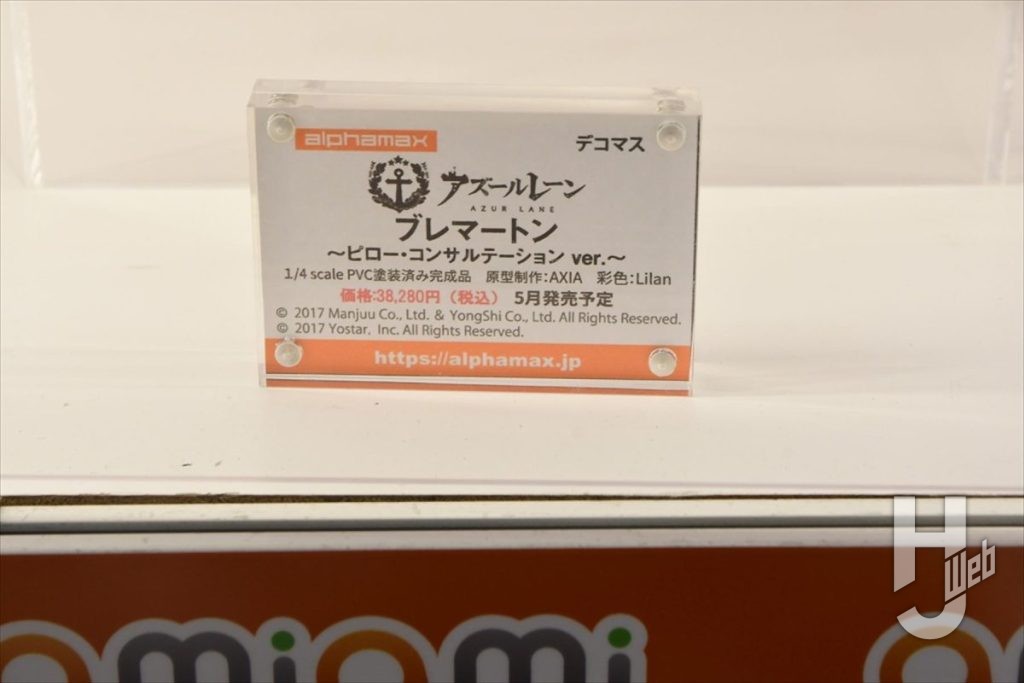 alphamax
デコマス
アズールレーン
AZUR LANE
ブレマートン
〜ピロー・コンサルテーション ver.〜
1/4 scale PVC塗装済み完成品 原型制作:AXIA 彩色:Lilan
価格:38,280円(税込) 5月発売予定
© 2017 Manjuu Co., Ltd. & YongShi Co., Ltd. All Rights Reserved.
© 2017 Yostar, Inc. All Rights Reserved.
https://alphamax.jp
HJ Web
amiami